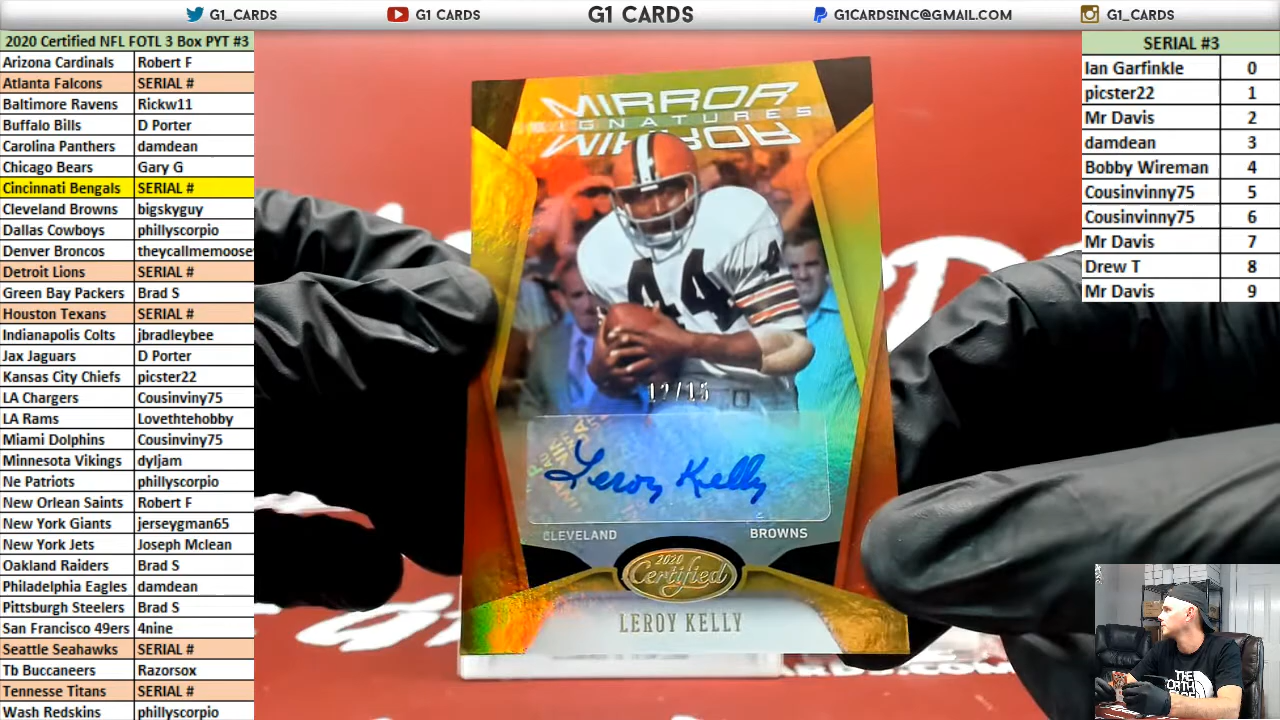 G1_CARDS
G1 CARDS
G1 CARDS
G1CARDSINC@GMAIL.COM
G1_CARDS
2020 Certified NFL FOTL 3 Box PYT #3
Arizona Cardinals Robert F
Atlanta Falcons SERIAL #
Baltimore Ravens Rickw11
Buffalo Bills D Porter
Carolina Panthers damdean
Chicago Bears Gary G
Cincinnati Bengals SERIAL #
Cleveland Browns bigskyguy
Dallas Cowboys phillyscorpio
Denver Broncos theycallmemoose
Detroit Lions SERIAL #
Green Bay Packers Brad S
Houston Texans SERIAL #
Indianapolis Colts jbradleybee
Jax Jaguars D Porter
Kansas City Chiefs picster22
LA Chargers Cousinviny75
LA Rams Lovethtehobby
Miami Dolphins Cousinviny75
Minnesota Vikings dyljam
Ne Patriots phillyscorpio
New Orlean Saints Robert F
New York Giants jerseygman65
New York Jets Joseph Mclean
Oakland Raiders Brad S
Philadelphia Eagles damdean
Pittsburgh Steelers Brad S
San Francisco 49ers 4nine
Seattle Seahawks SERIAL #
Tb Buccaneers Razorsox
Tennesse Titans SERIAL #
Wash Redskins phillyscorpio
MIRROR
SIGNATURES
MIRROR
44
12/15
Leroy Kelly
CLEVELAND BROWNS
2020
Certified
LEROY KELLY
SERIAL #3
Ian Garfinkle 0
picster22 1
Mr Davis 2
damdean 3
Bobby Wireman 4
Cousinvinny75 5
Cousinvinny75 6
Mr Davis 7
Drew T 8
Mr Davis 9
THE
NORTH